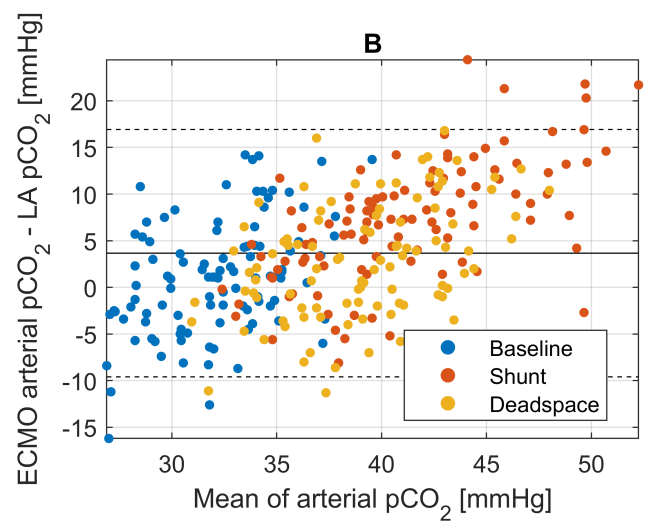 B
ECMO arterial pCO2 - LA pCO2 [mmHg]
20
15
10
5
0
-5
-10
-15
30
35
40
45
50
Baseline
Shunt
Deadspace
Mean of arterial pCO2 [mmHg]